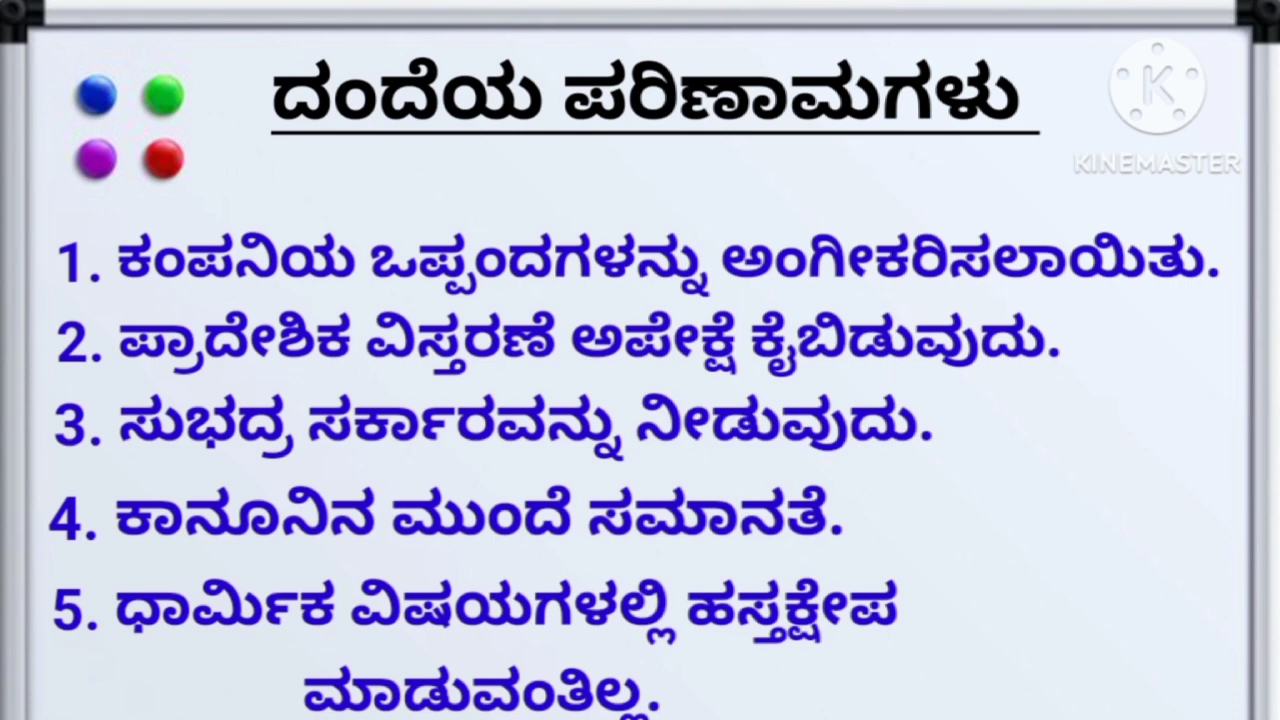 ದಂದೆಯ ಪರಿಣಾಮಗಳು
K
KINEMASTER
1. ಕಂಪನಿಯ ಒಪ್ಪಂದಗಳನ್ನು ಅಂಗೀಕರಿಸಲಾಯಿತು.
2. ಪ್ರಾದೇಶಿಕ ವಿಸ್ತರಣೆ ಅಪೇಕ್ಷೆ ಕೈಬಿಡುವುದು.
3. ಸುಭದ್ರ ಸರ್ಕಾರವನ್ನು ನೀಡುವುದು.
4. ಕಾನೂನಿನ ಮುಂದೆ ಸಮಾನತೆ.
5. ಧಾರ್ಮಿಕ ವಿಷಯಗಳಲ್ಲಿ ಹಸ್ತಕ್ಷೇಪ
ಮಾಡುವಂತಿಲ್ಲ.